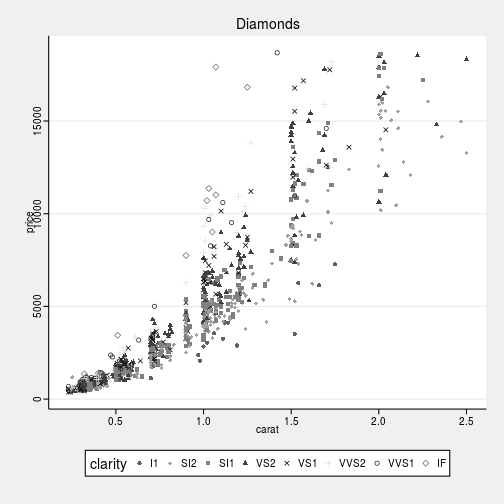 Diamonds
15000
10000
price
5000
0
0.5 1.0 1.5 2.0 2.5
carat
clarity I1 SI2 SI1 VS2 VS1 VVS2 VVS1 IF